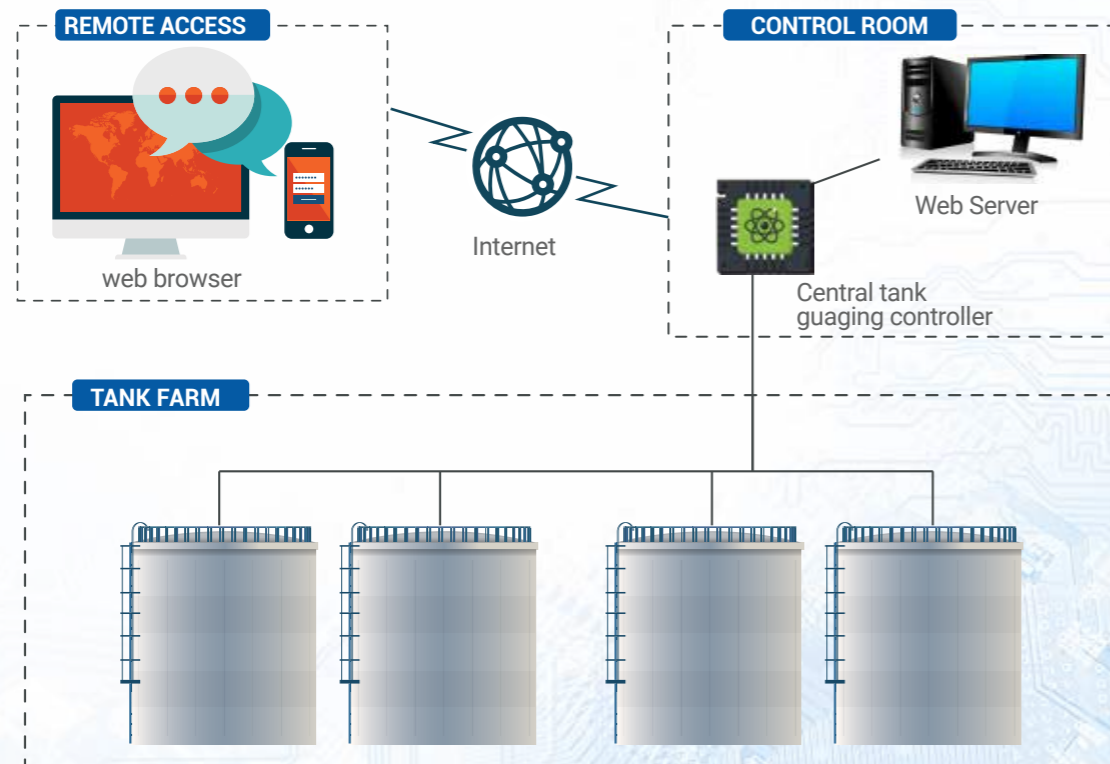 REMOTE ACCESS
CONTROL ROOM
web browser
Internet
Web Server
Central tank
guaging controller
TANK FARM